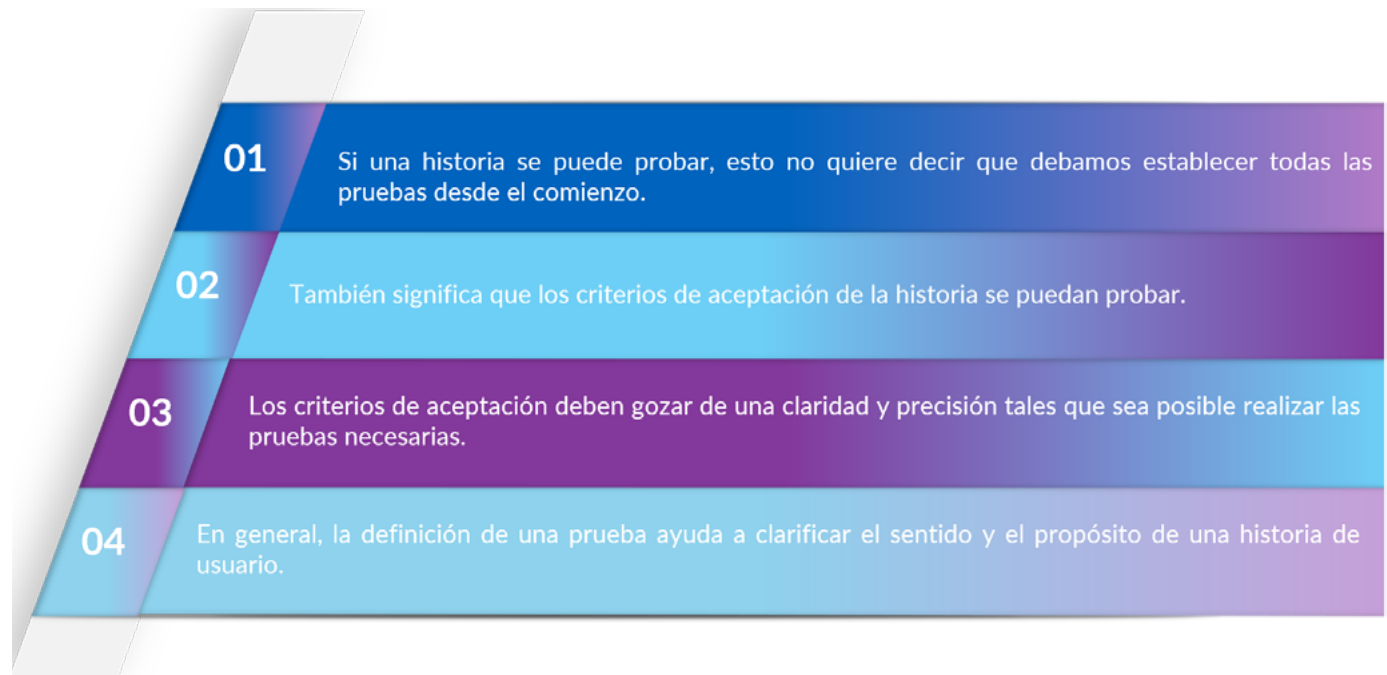 01
Si una historia se puede probar, esto no quiere decir que debamos establecer todas las
pruebas desde el comienzo.
02
También significa que los criterios de aceptación de la historia se puedan probar.
03
Los criterios de aceptación deben gozar de una claridad y precisión tales que sea posible realizar las
pruebas necesarias.
04
En general, la definición de una prueba ayuda a clarificar el sentido y el propósito de una historia de
usuario.